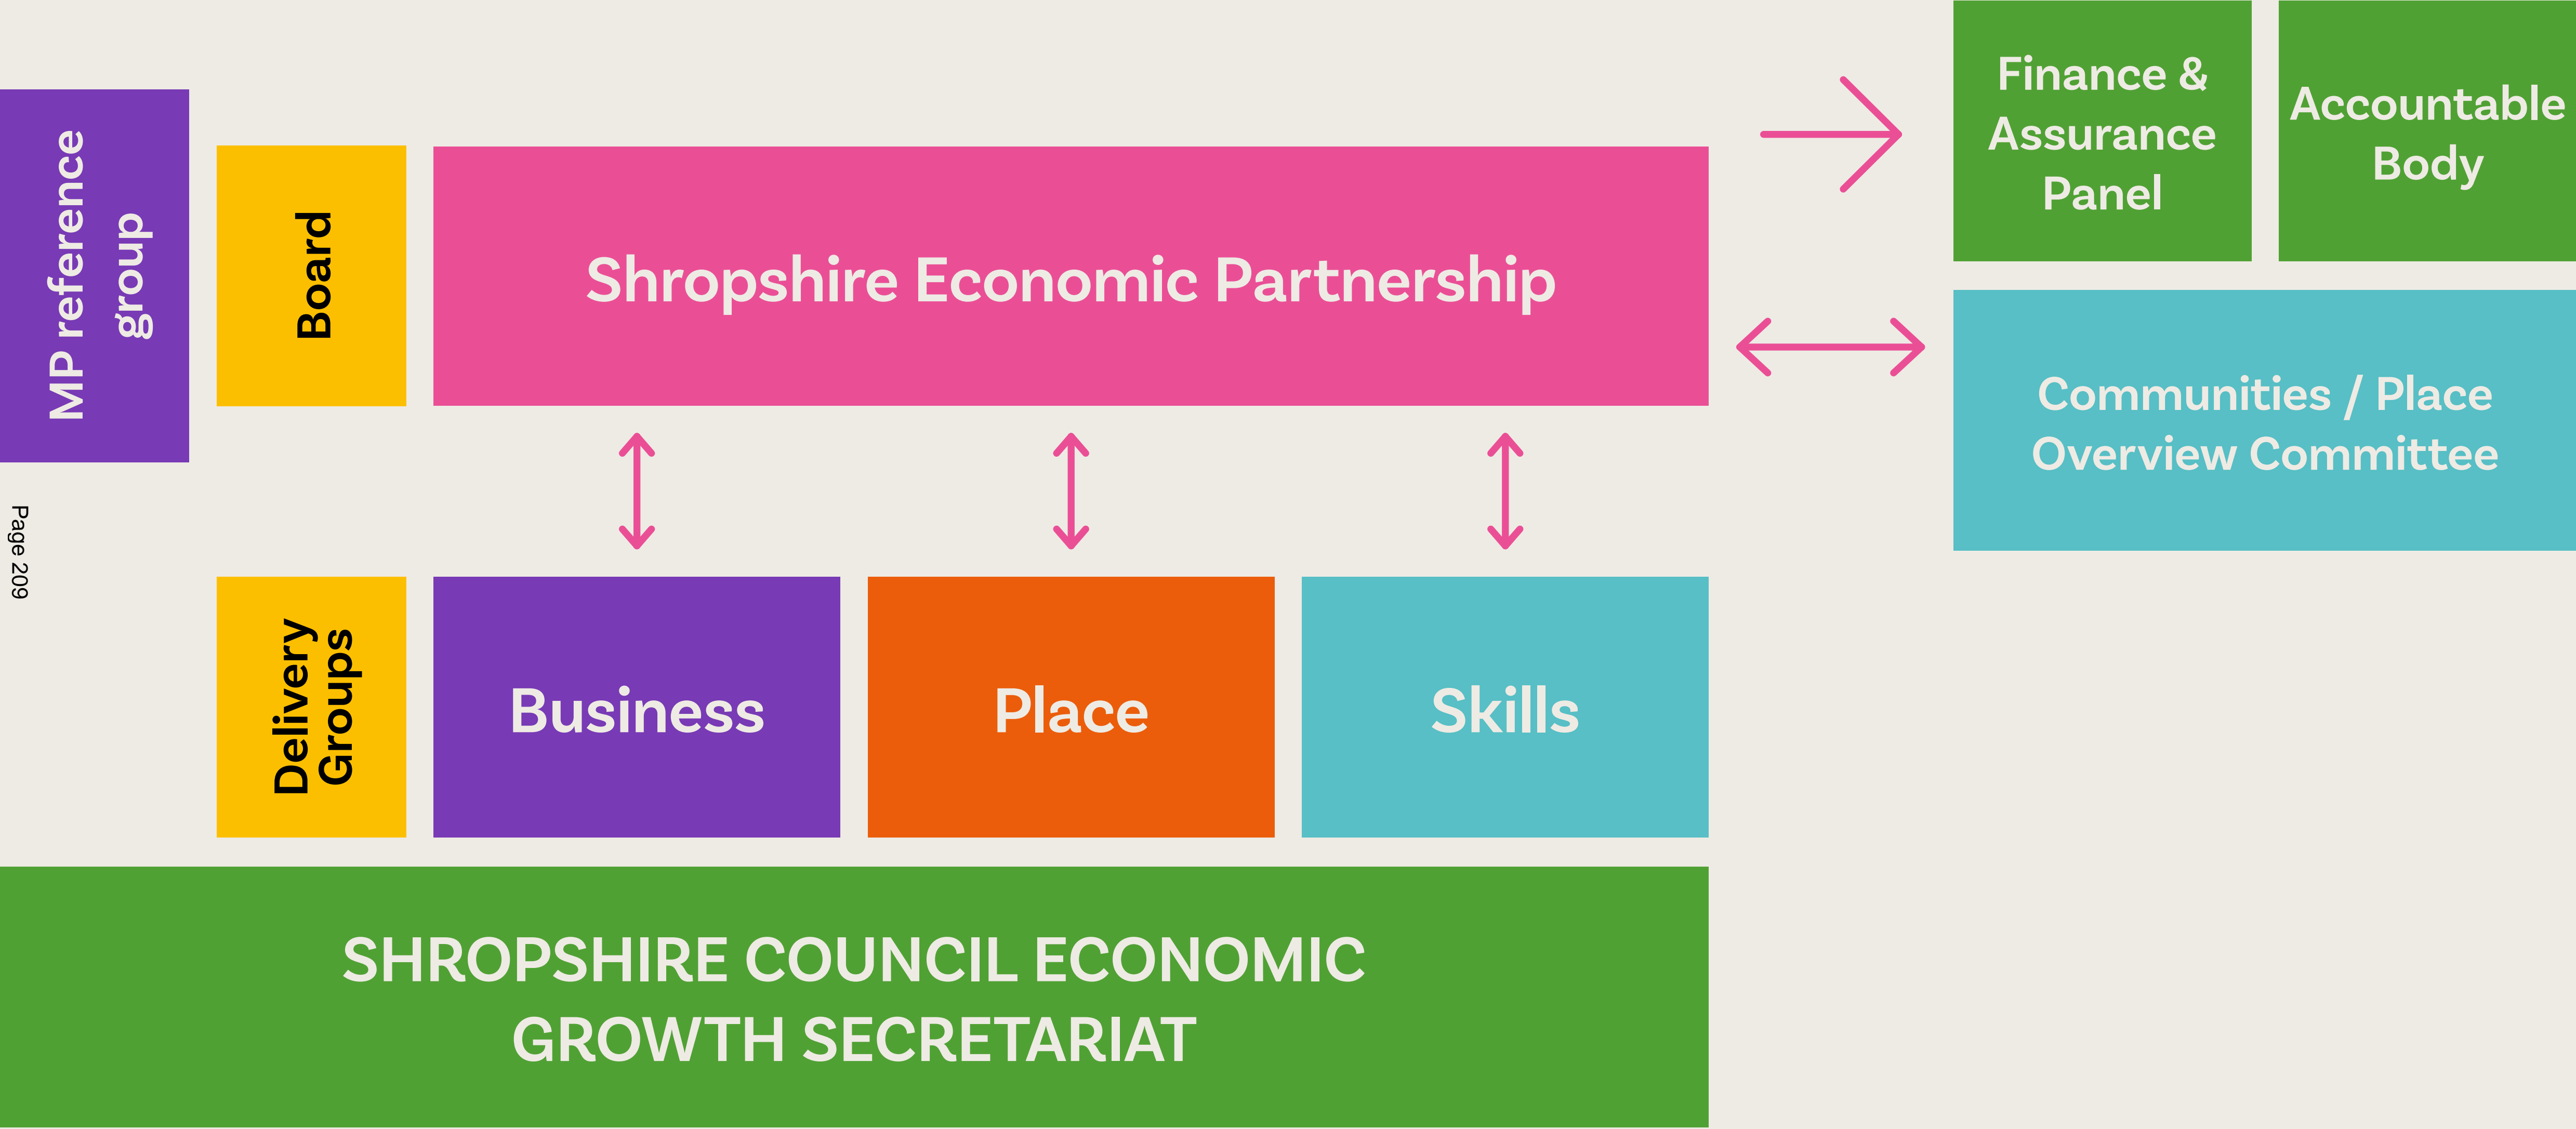 MP reference
group
Board
Shropshire Economic Partnership
Finance &
Assurance
Panel
Accountable
Body
Communities / Place
Overview Committee
Page 209
Delivery
Groups
Business
Place
Skills
SHROPSHIRE COUNCIL ECONOMIC
GROWTH SECRETARIAT